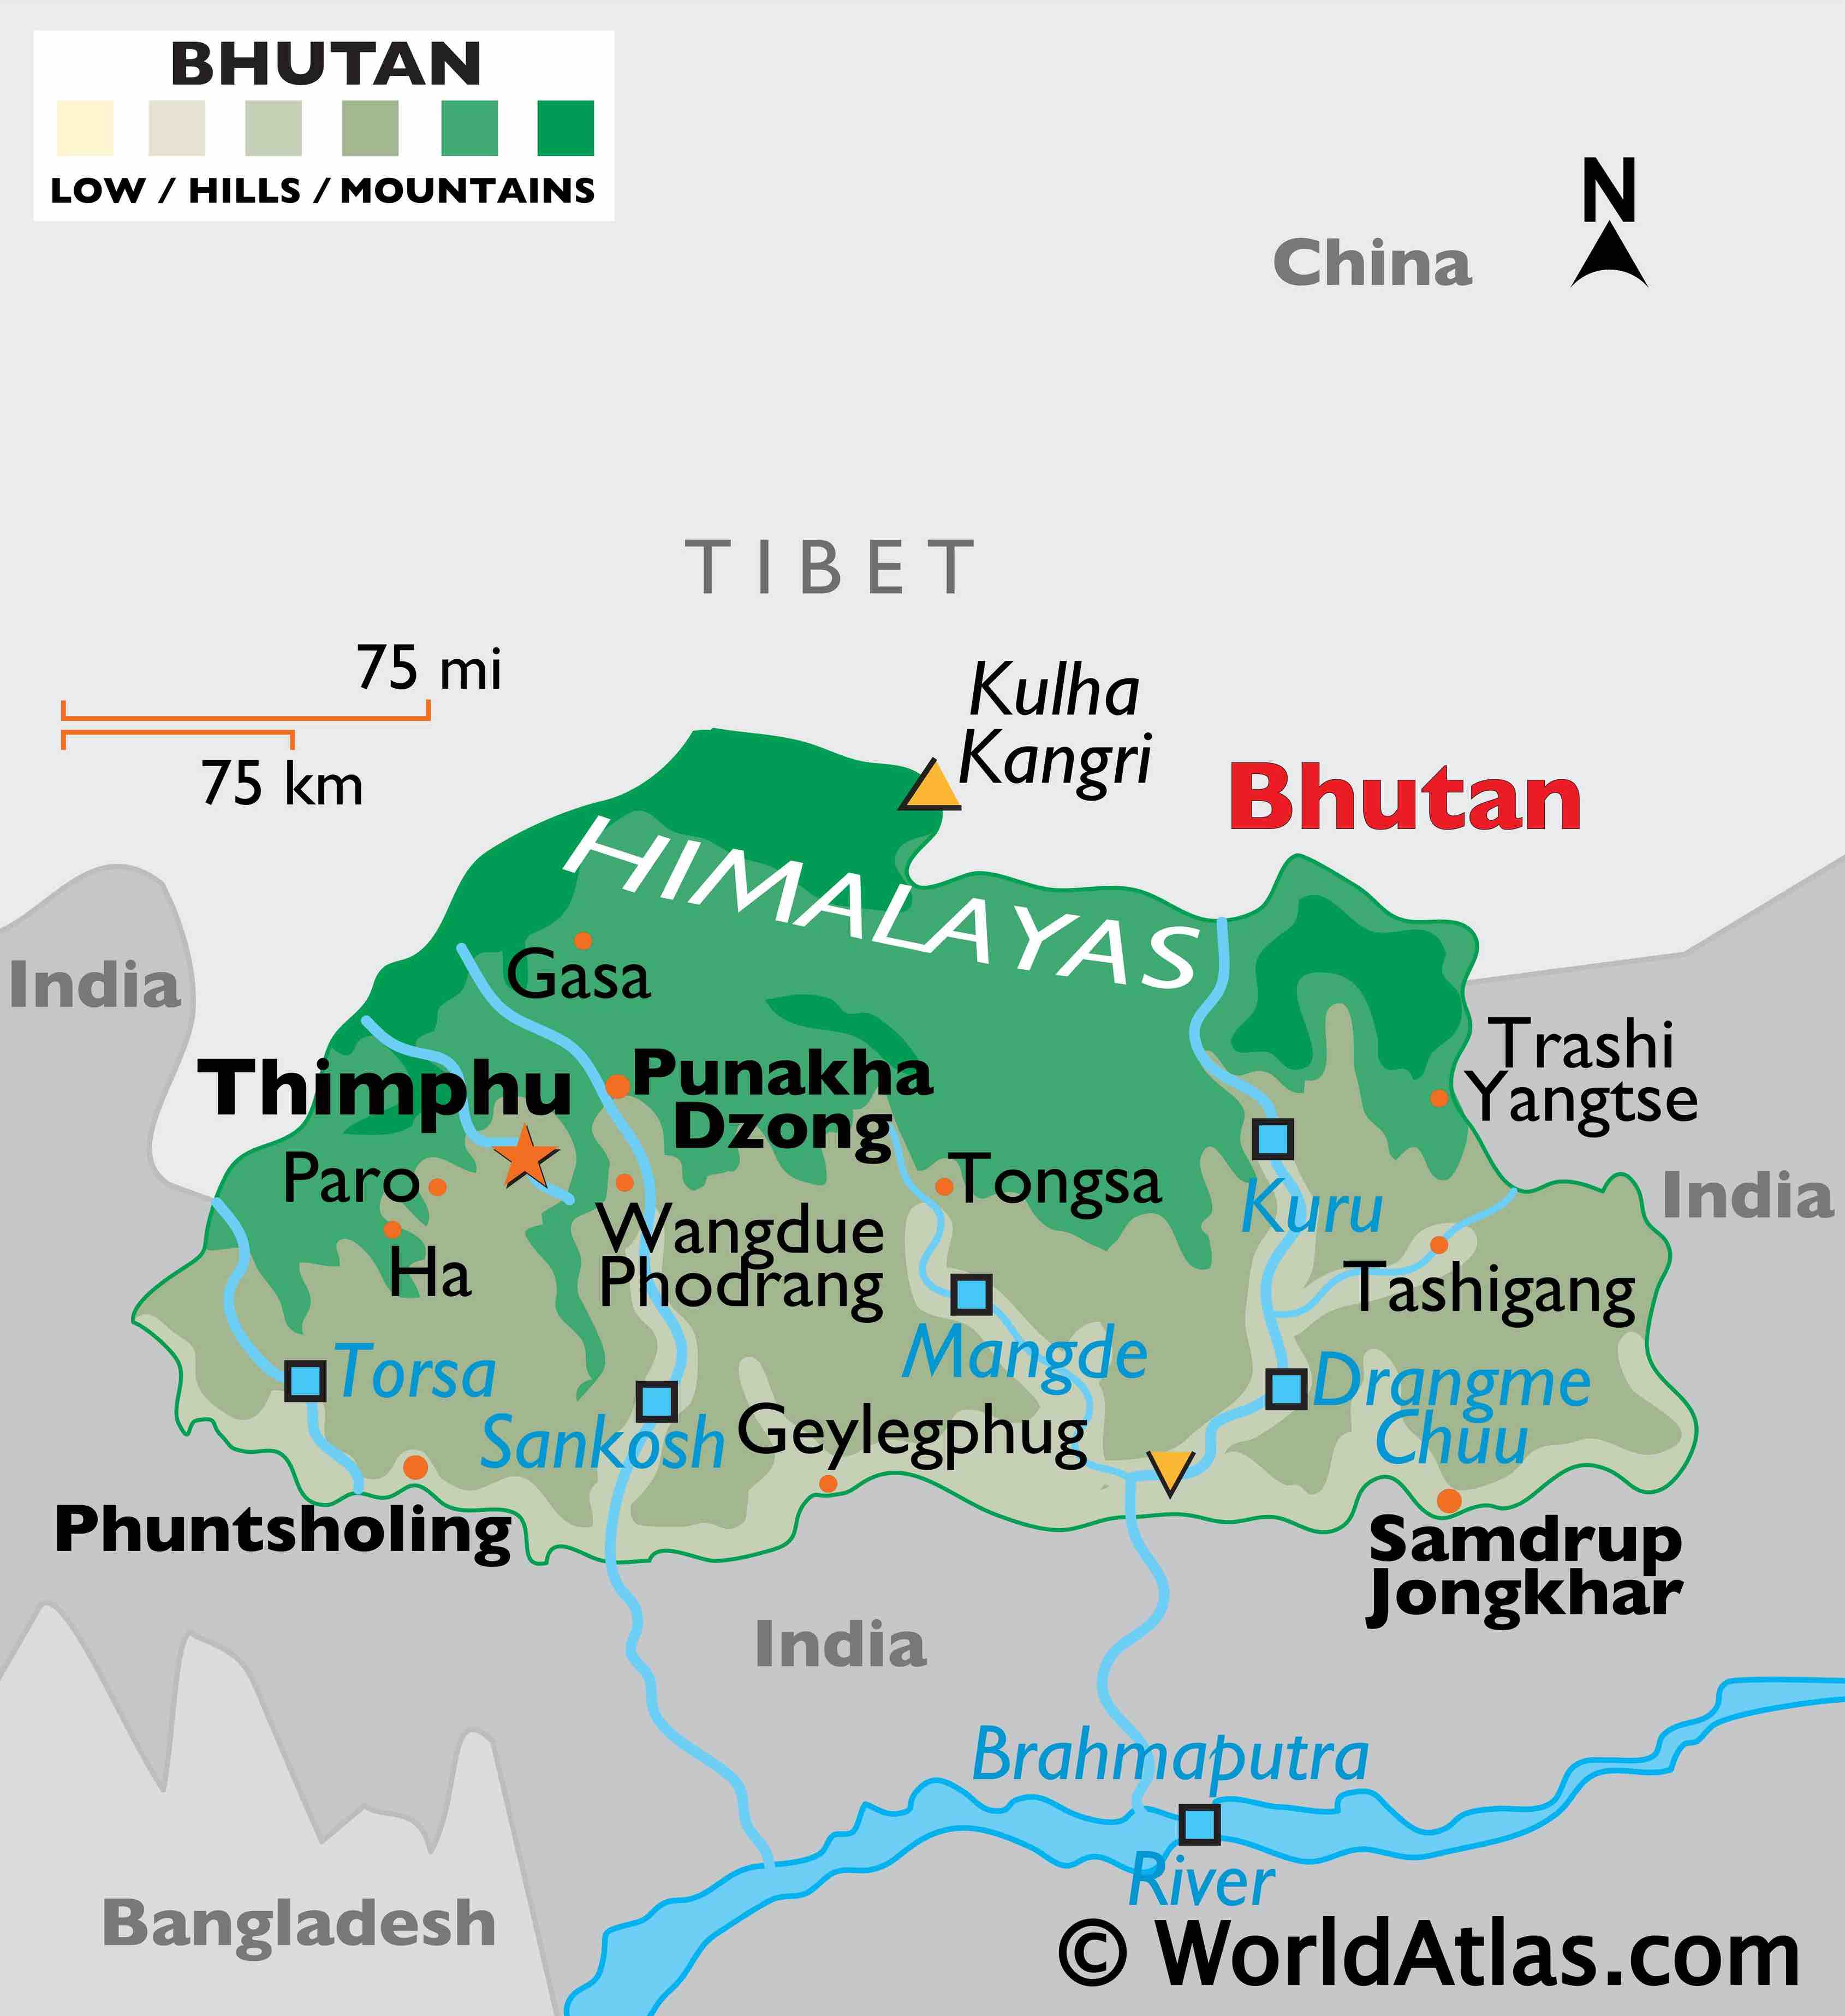 BHUTAN
LOW / HILLS / MOUNTAINS
N
China
TIBET
75 mi
75 km
Kulha
Kangri
Bhutan
HIMALAYAS
India
Gasa
Thimphu
Punakha
Dzong
Trashi
Yangtse
Paro
Tongsa
India
Kuru
Wangdue
Phodrang
Ha
Tashigang
Torsa
Mangde
Drangme
Chuu
Sankosh
Geylegphug
Phuntsholing
Samdrup
Jongkhar
India
Brahmaputra
River
Bangladesh
© WorldAtlas.com